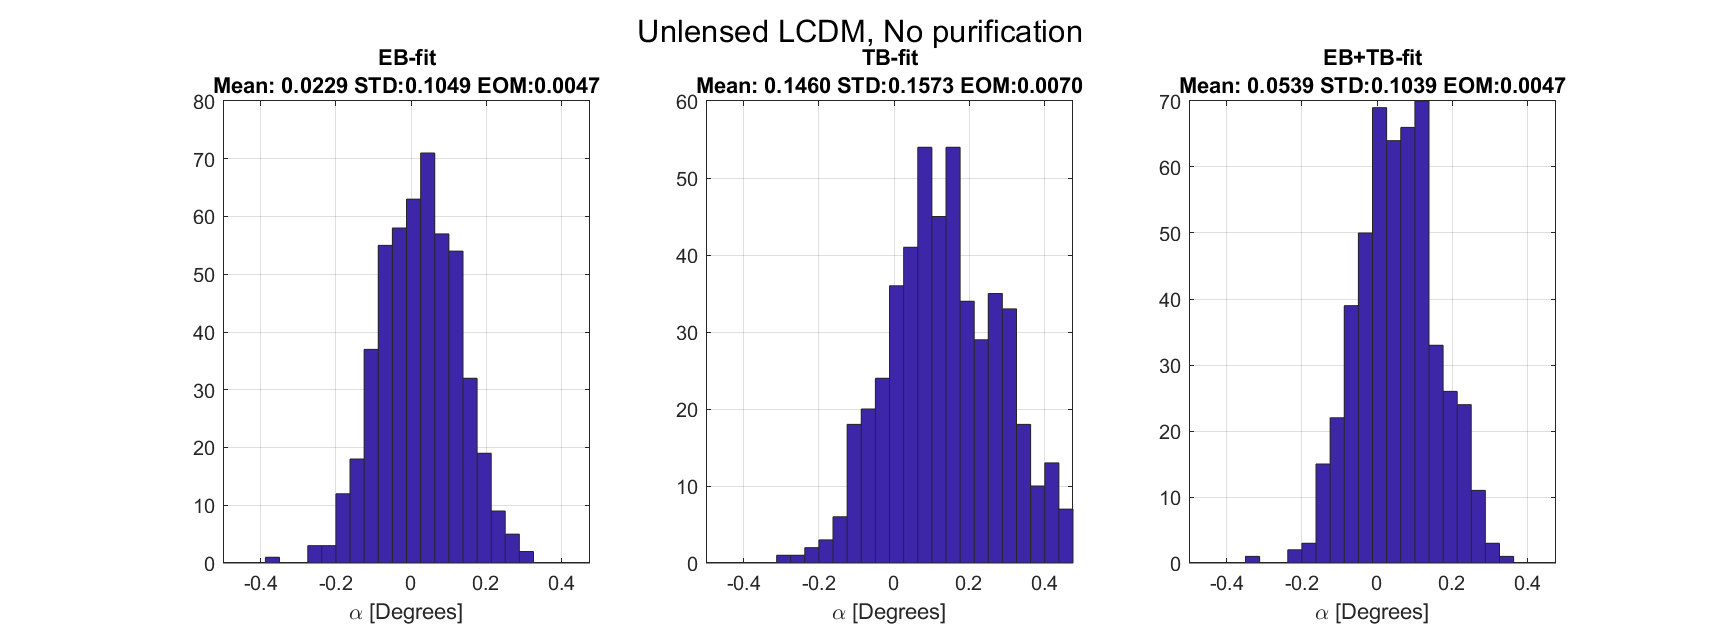 Unlensed LCDM, No purification
EB-fit
Mean: 0.0229 STD:0.1049 EOM:0.0047
80
70
60
50
40
30
20
10
0
-0.4 -0.2 0 0.2 0.4
α [Degrees]
TB-fit
Mean: 0.1460 STD:0.1573 EOM:0.0070
60
50
40
30
20
10
0
-0.4 -0.2 0 0.2 0.4
α [Degrees]
EB+TB-fit
Mean: 0.0539 STD:0.1039 EOM:0.0047
70
60
50
40
30
20
10
0
-0.4 -0.2 0 0.2 0.4
α [Degrees]